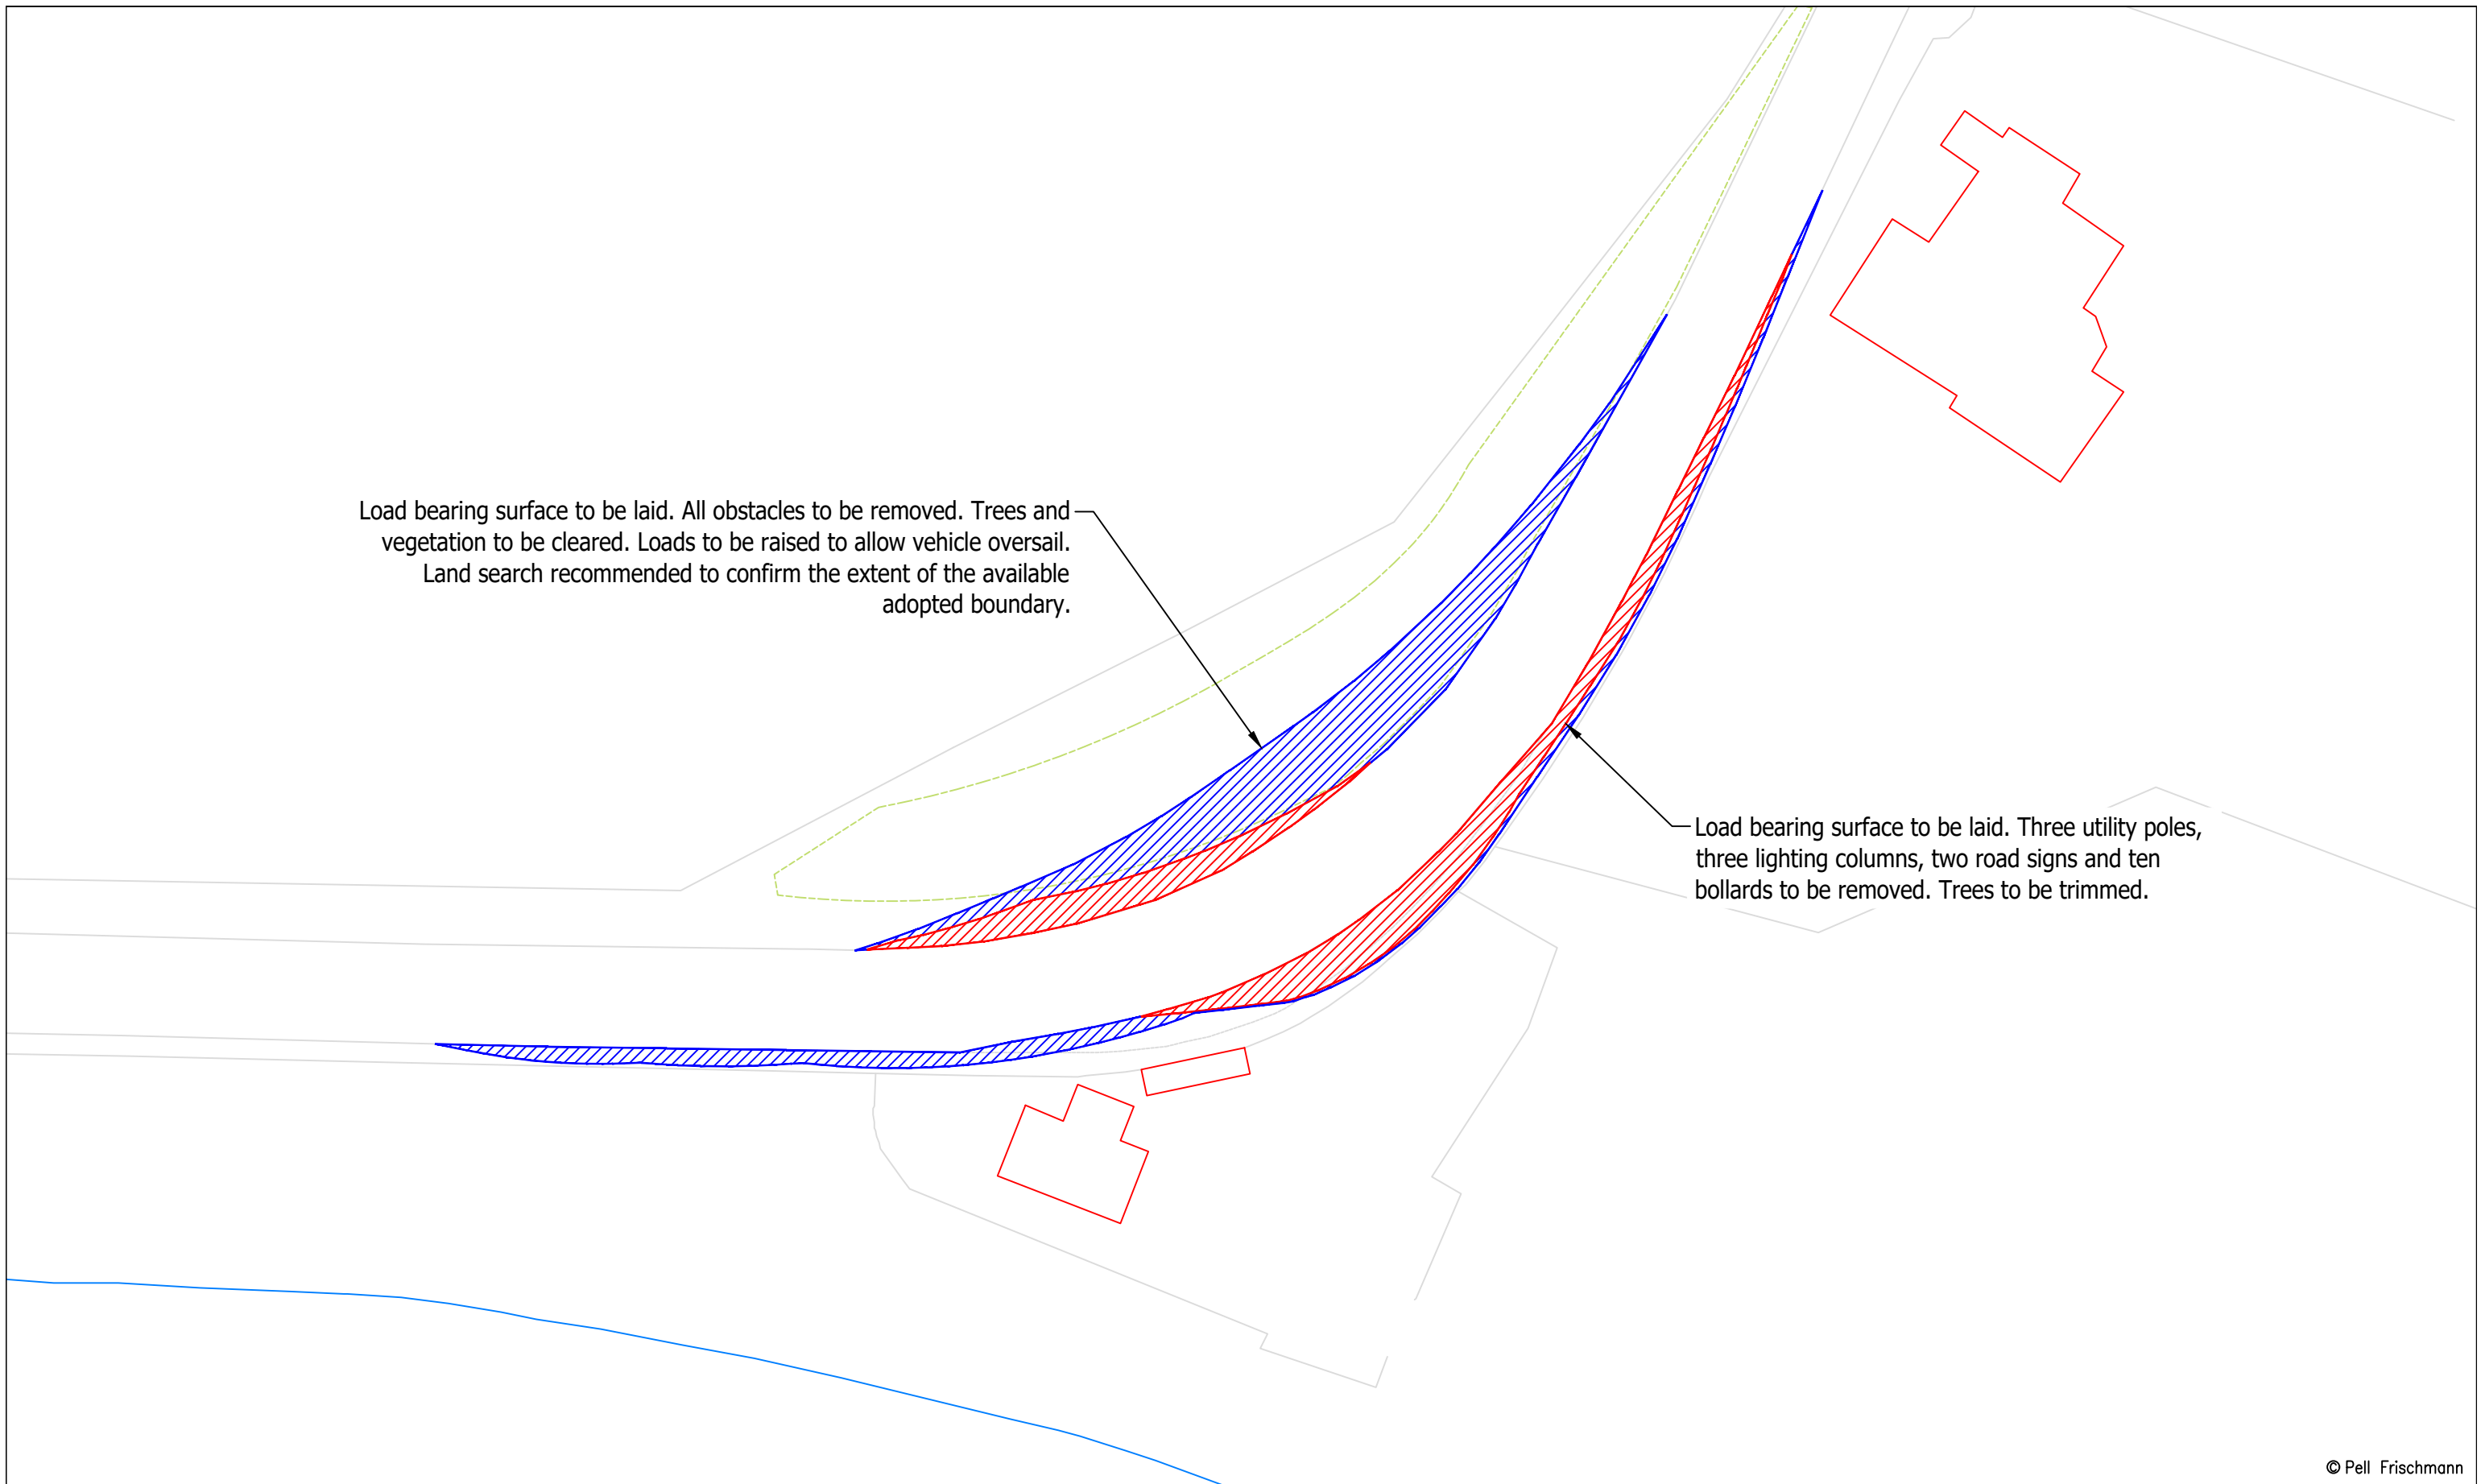 Load bearing surface to be laid. All obstacles to be removed. Trees and
vegetation to be cleared. Loads to be raised to allow vehicle oversail.
Land search recommended to confirm the extent of the available
adopted boundary.
Load bearing surface to be laid. Three utility poles,
three lighting columns, two road signs and ten
bollards to be removed. Trees to be trimmed.
© Pell Frischmann